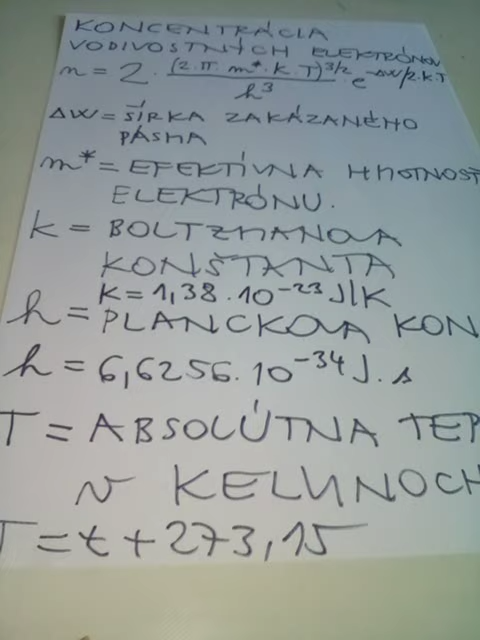 KONCENTRÁCIA
VODIVOSTNÝCH ELEKTRÓNOV
n = 2 · (2·π·m*·k·T)^3/2 / h³ · e^-ΔW/2·k·T
ΔW = ŠÍRKA ZAKÁZANÉHO
PÁSMA
m* = EFEKTÍVNA HMOTNOSŤ
ELEKTRÓNU.
k = BOLTZMANOVA
KONŠTANTA
k = 1,38·10^-23 J/K
h = PLANCKOVA KON
h = 6,6256·10^-34 J·s
T = ABSOLÚTNA TEP
V KELVINOCH
T = t + 273,15